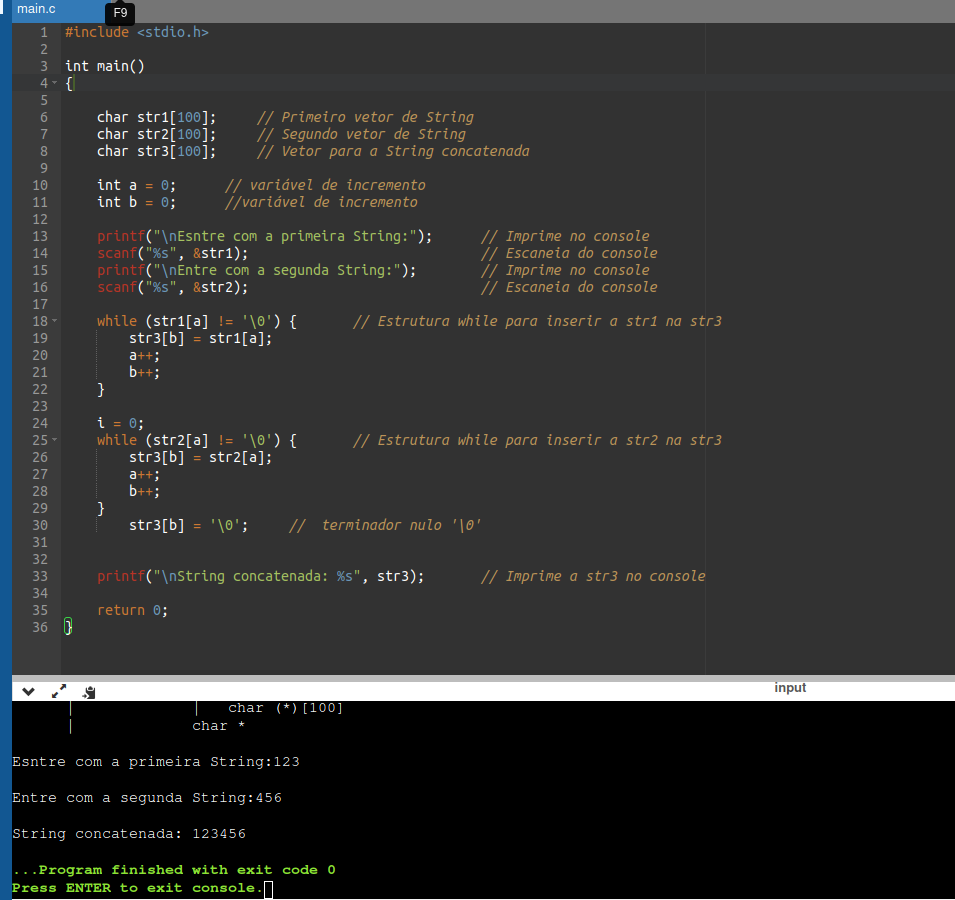 main.c
F9
1 #include <stdio.h>
2
3 int main()
4 {
5
6 char str1[100]; // Primeiro vetor de String
7 char str2[100]; // Segundo vetor de String
8 char str3[100]; // Vetor para a String concatenada
9
10 int a = 0; // variável de incremento
11 int b = 0; //variável de incremento
12
13 printf("\nEsntre com a primeira String:"); // Imprime no console
14 scanf("%s", &str1); // Escaneia do console
15 printf("\nEntre com a segunda String:"); // Imprime no console
16 scanf("%s", &str2); // Escaneia do console
17
18 while (str1[a] != '\0') { // Estrutura while para inserir a str1 na str3
19 str3[b] = str1[a];
20 a++;
21 b++;
22 }
23
24 i = 0;
25 while (str2[a] != '\0') { // Estrutura while para inserir a str2 na str3
26 str3[b] = str2[a];
27 a++;
28 b++;
29 }
30 str3[b] = '\0'; // terminador nulo '\0'
31
32
33 printf("\nString concatenada: %s", str3); // Imprime a str3 no console
34
35 return 0;
36 }
input
| | char (*)[100]
| char *
Esntre com a primeira String:123
Entre com a segunda String:456
String concatenada: 123456
...Program finished with exit code 0
Press ENTER to exit console.